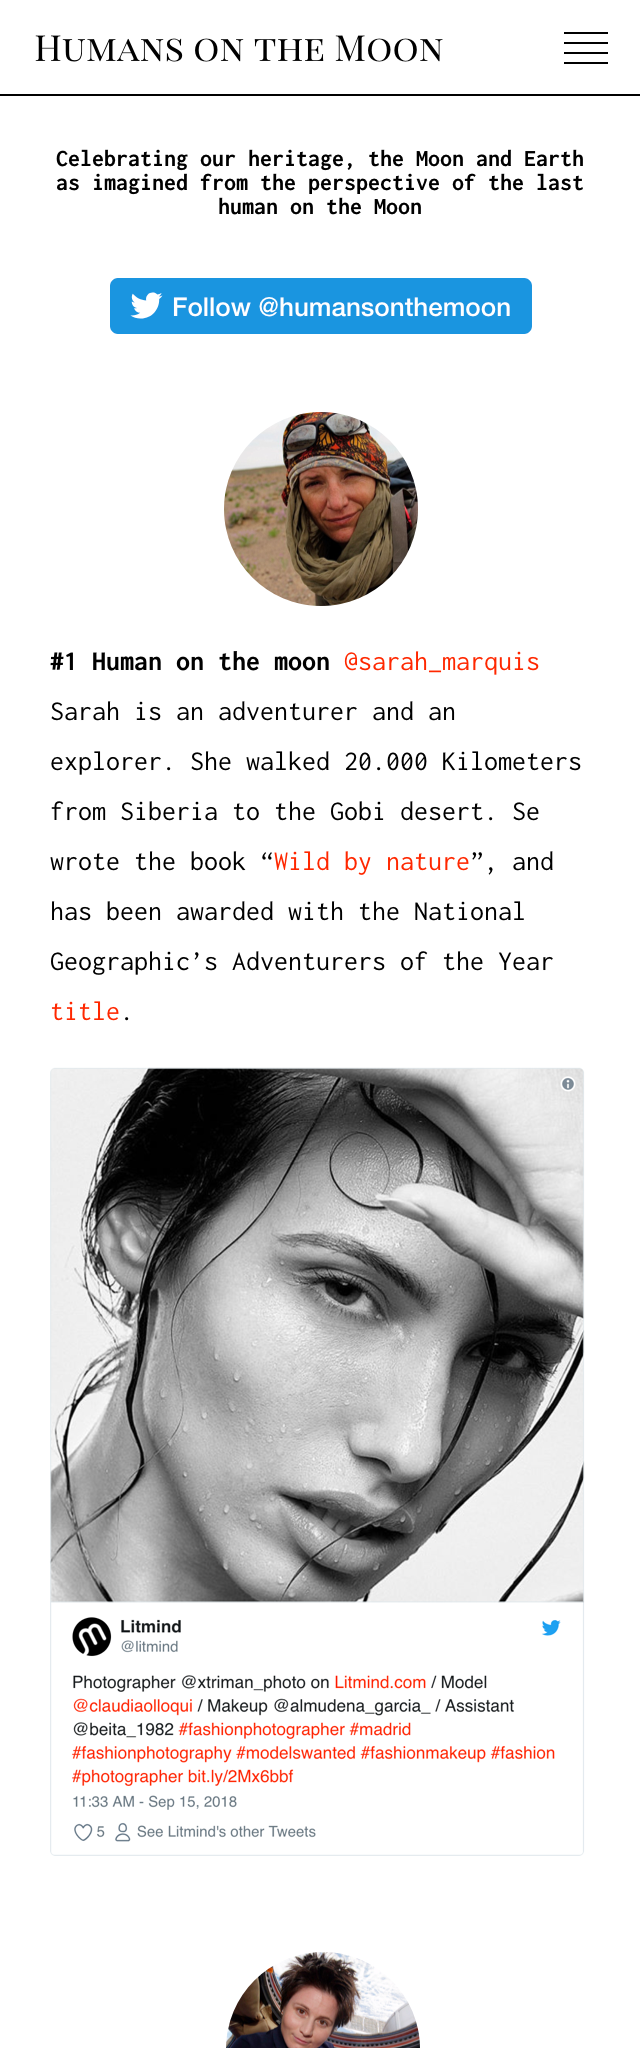 Humans on the Moon
Celebrating our heritage, the Moon and Earth
as imagined from the perspective of the last
human on the Moon
Follow @humansonthemoon
#1 Human on the moon @sarah_marquis
Sarah is an adventurer and an
explorer. She walked 20.000 Kilometers
from Siberia to the Gobi desert. Se
wrote the book “Wild by nature”, and
has been awarded with the National
Geographic’s Adventurers of the Year
title.
Litmind
@litmind
Photographer @xtriman_photo on Litmind.com / Model
@claudiaolloqui / Makeup @almudena_garcia_ / Assistant
@beita_1982 #fashionphotographer #madrid
#fashionphotography #modelswanted #fashionmakeup #fashion
#photographer bit.ly/2Mx6bbf
11:33 AM - Sep 15, 2018
5 See Litmind's other Tweets